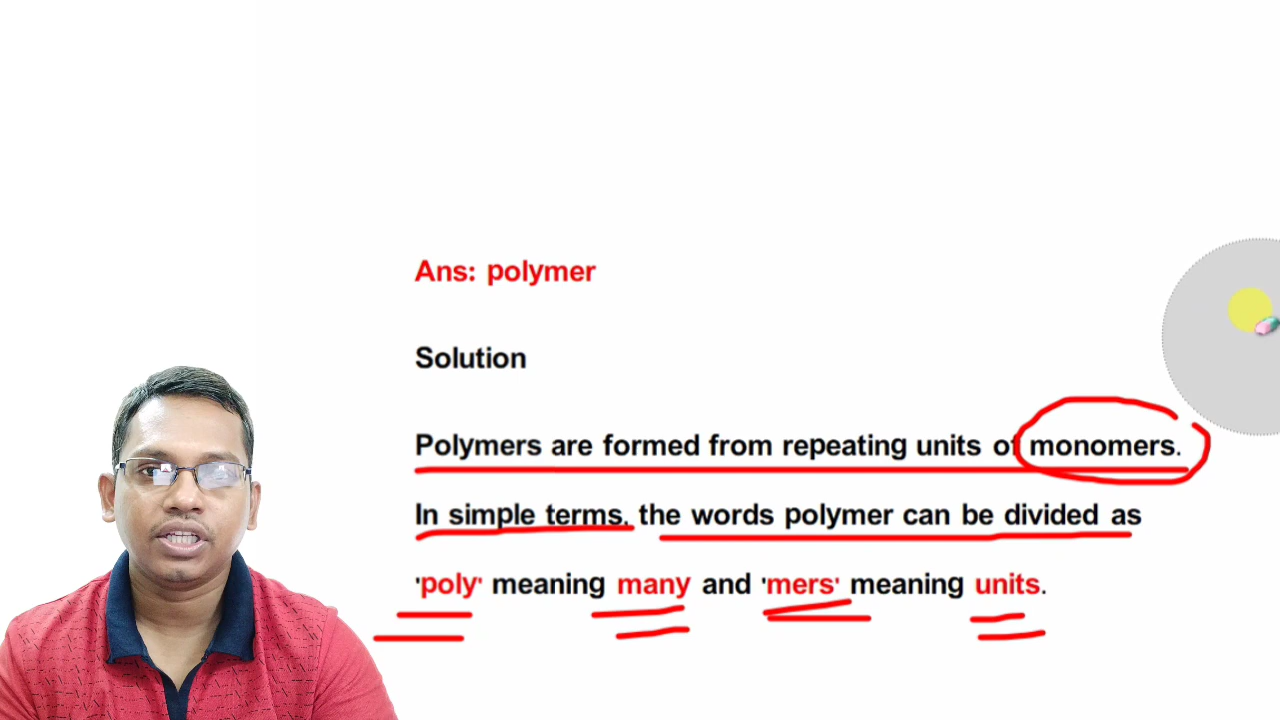 Ans: polymer
Solution
Polymers are formed from repeating units of monomers.
In simple terms, the words polymer can be divided as
'poly' meaning many and 'mers' meaning units.